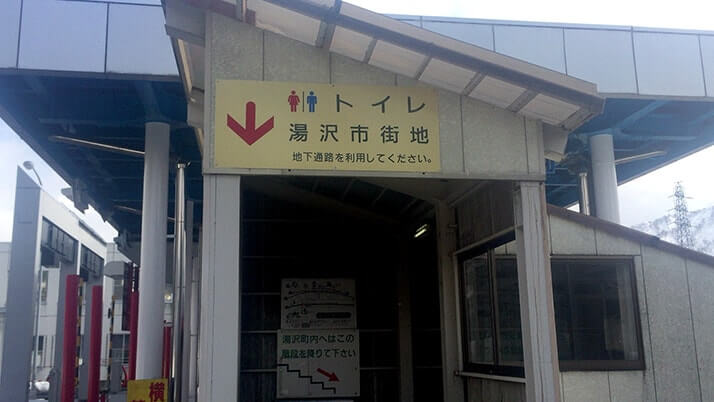 トイレ
湯沢市街地
地下通路を利用してください。
湯沢町内へはこの
階段を降りて下さい
横